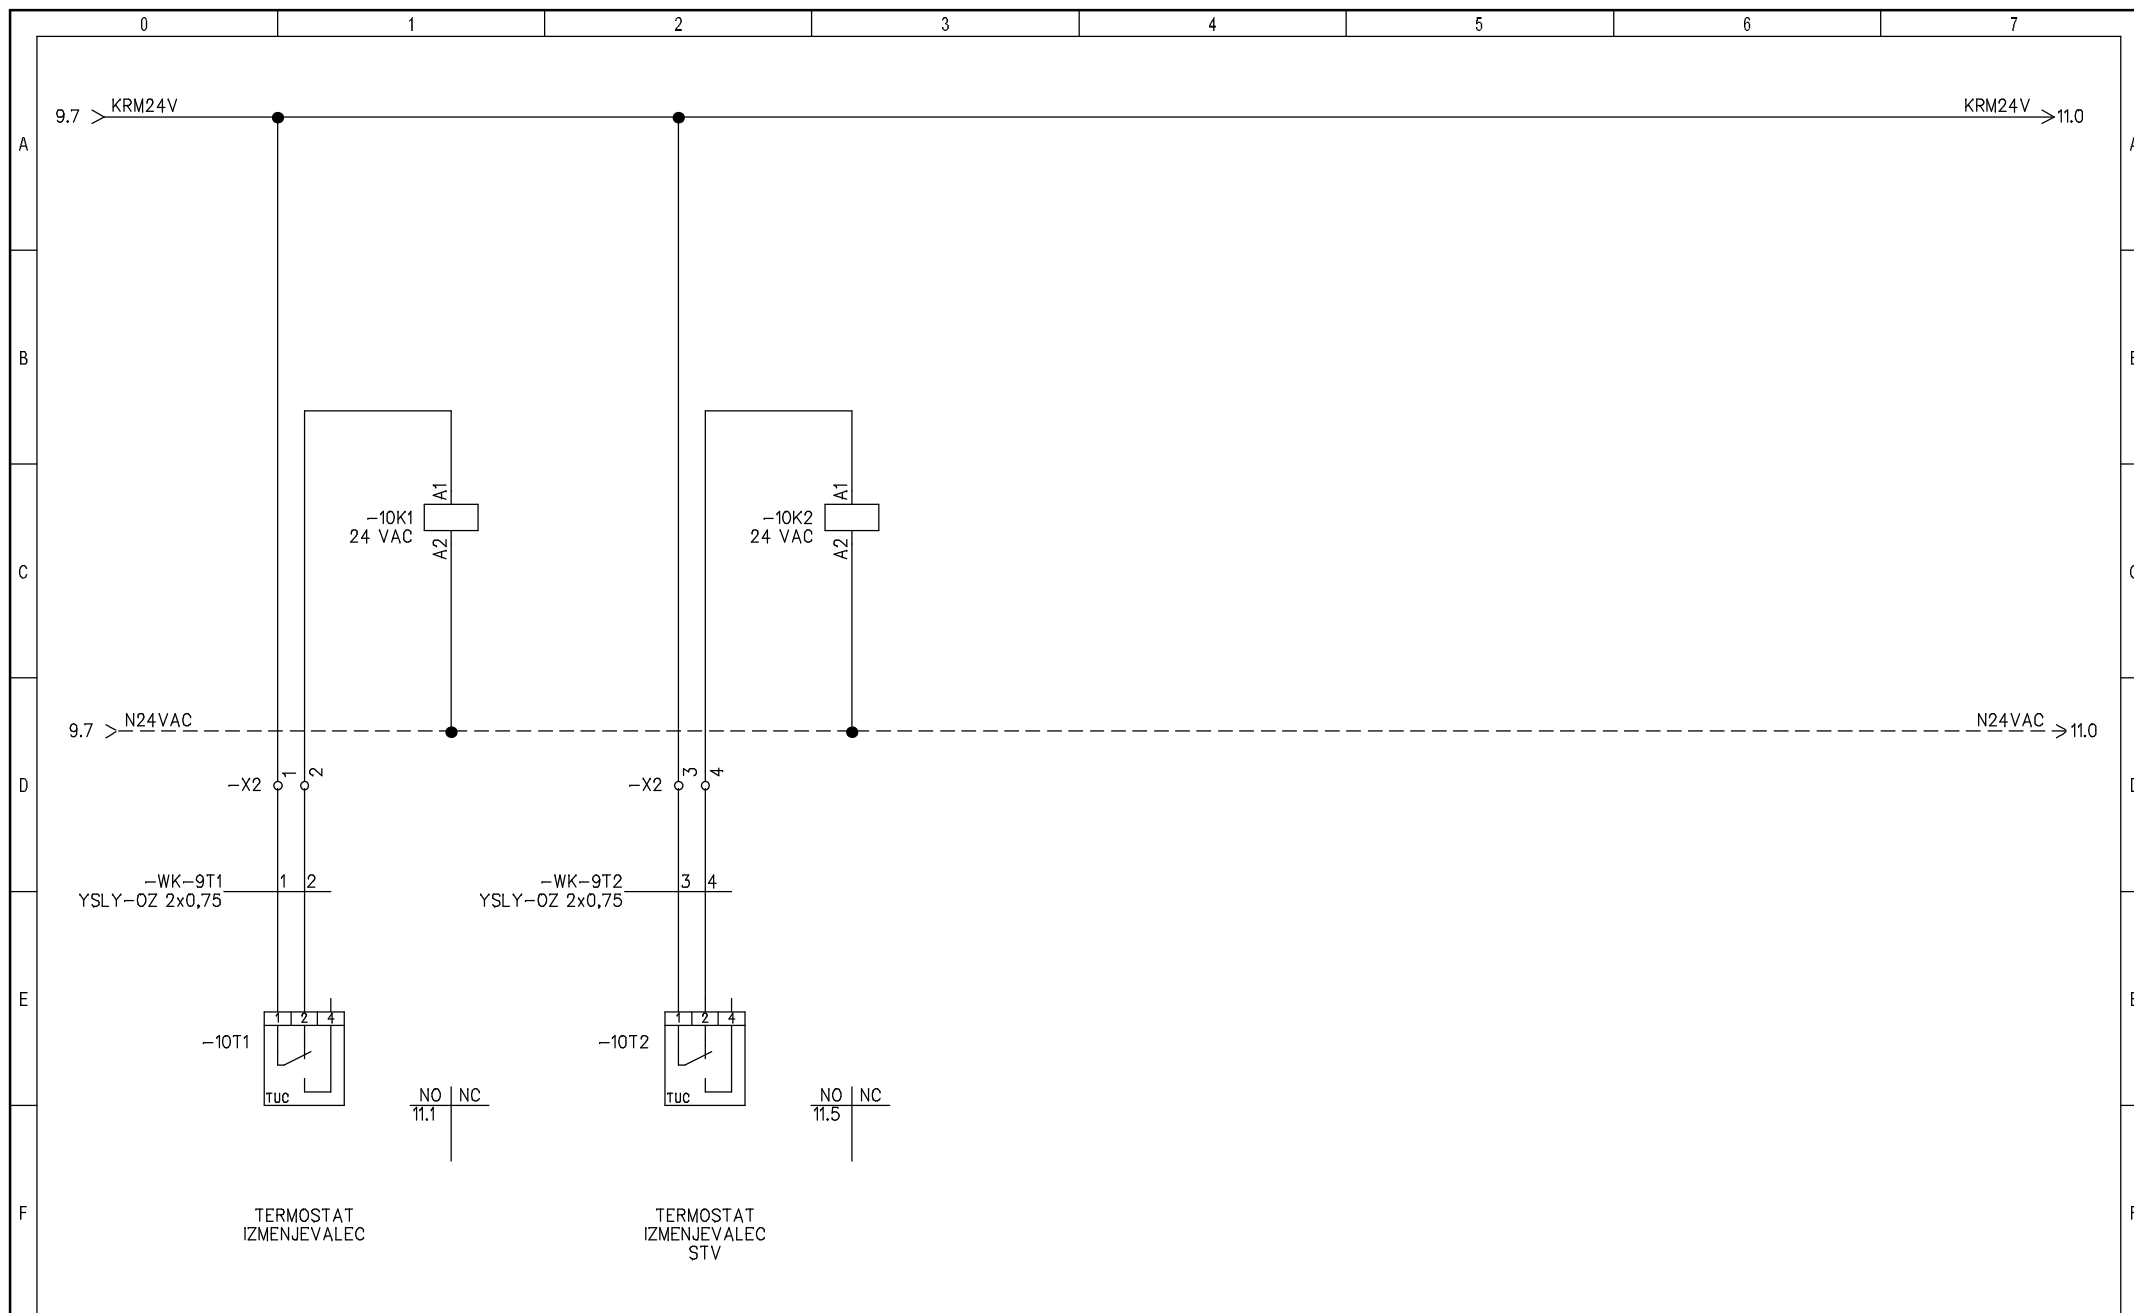 0 1 2 3 4 5 6 7
9.7 KRM24V KRM24V 11.0
A
B
A1 A1
-10K1 -10K2
24 VAC 24 VAC
A2 A2
C
9.7 N24VAC N24VAC 11.0
1 2 3 4
D -X2 -X2
-WK-9T1 1 2 -WK-9T2 3 4
YSLY-OZ 2x0,75 YSLY-OZ 2x0,75
E
1 2 4 1 2 4
-10T1 -10T2
TUC NO NC TUC NO NC
11.1 11.5
F
TERMOSTAT TERMOSTAT
IZMENJEVALEC IZMENJEVALEC
STV